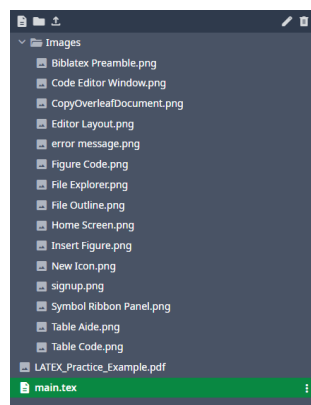 Images
Biblatex Preamble.png
Code Editor Window.png
CopyOverleafDocument.png
Editor Layout.png
error message.png
Figure Code.png
File Explorer.png
File Outline.png
Home Screen.png
Insert Figure.png
New Icon.png
signup.png
Symbol Ribbon Panel.png
Table Aide.png
Table Code.png
LATEX_Practice_Example.pdf
main.tex